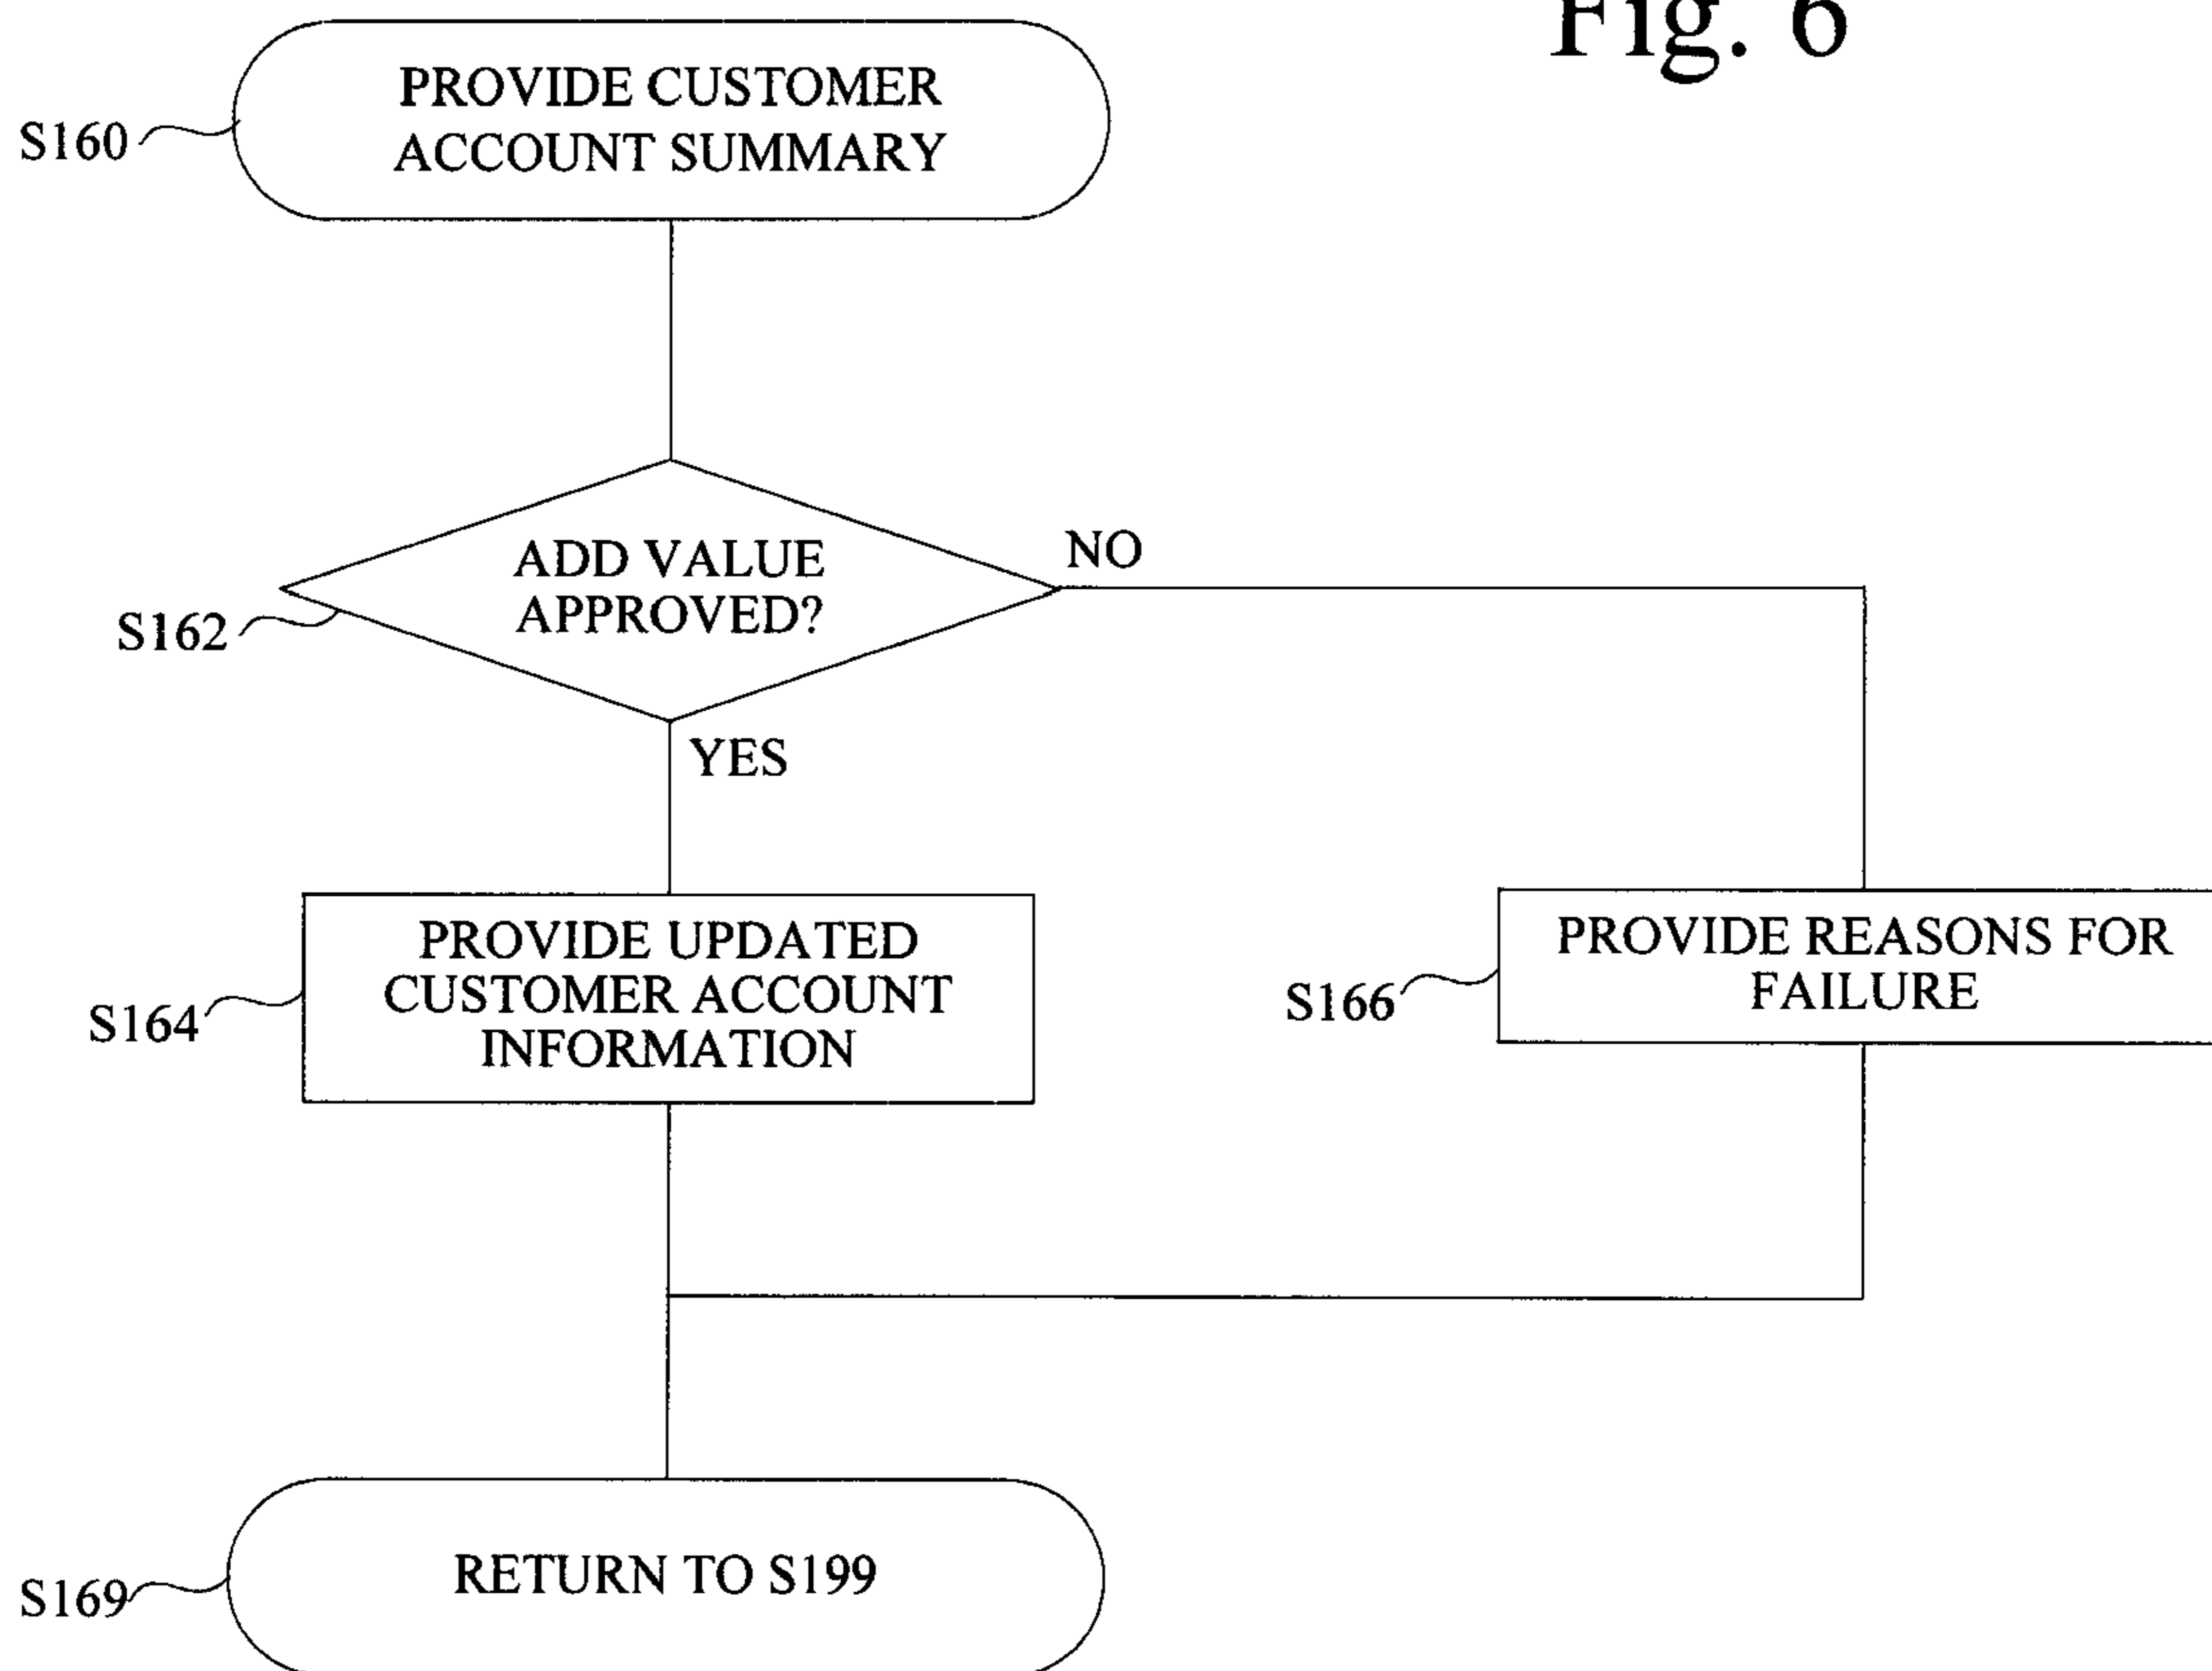 Fig. 6
PROVIDE CUSTOMER
ACCOUNT SUMMARY
S160
ADD VALUE
APPROVED?
NO
S162
YES
PROVIDE UPDATED
CUSTOMER ACCOUNT
INFORMATION
S164
PROVIDE REASONS FOR
FAILURE
S166
RETURN TO S199
S169